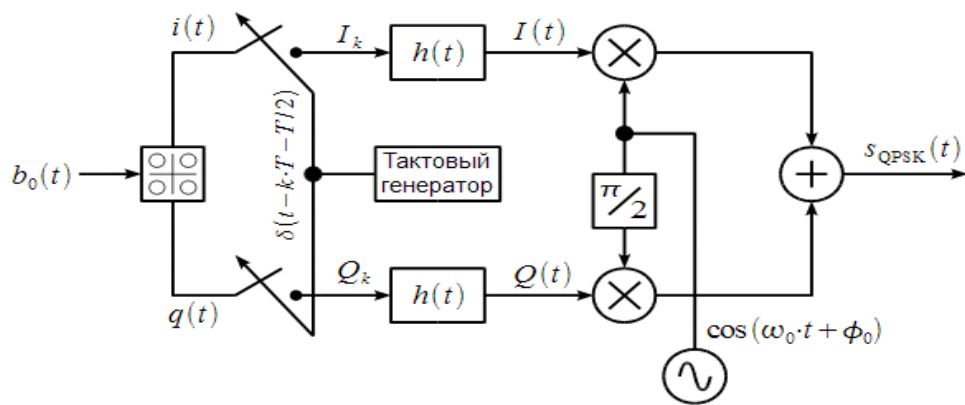 i(t)
I_k
h(t)
I(t)
δ(t−k·T−T/2)
b_0(t)
Тактовый
генератор
π/2
s_QPSK(t)
q(t)
Q_k
h(t)
Q(t)
cos(ω_0·t+ϕ_0)